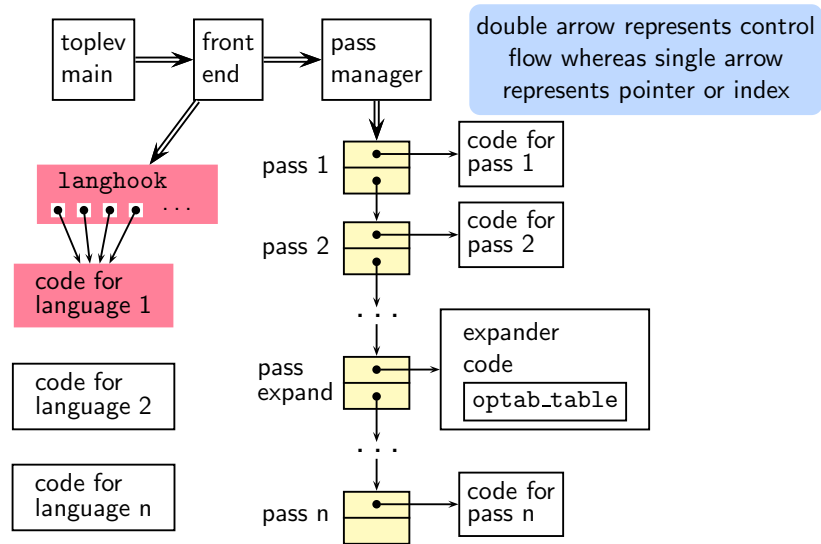 toplev
main
front
end
pass
manager
double arrow represents control
flow whereas single arrow
represents pointer or index
langhook
. . .
code for
language 1
code for
language 2
code for
language n
pass 1
code for
pass 1
pass 2
code for
pass 2
. . .
pass
expand
expander
code
optab_table
. . .
pass n
code for
pass n